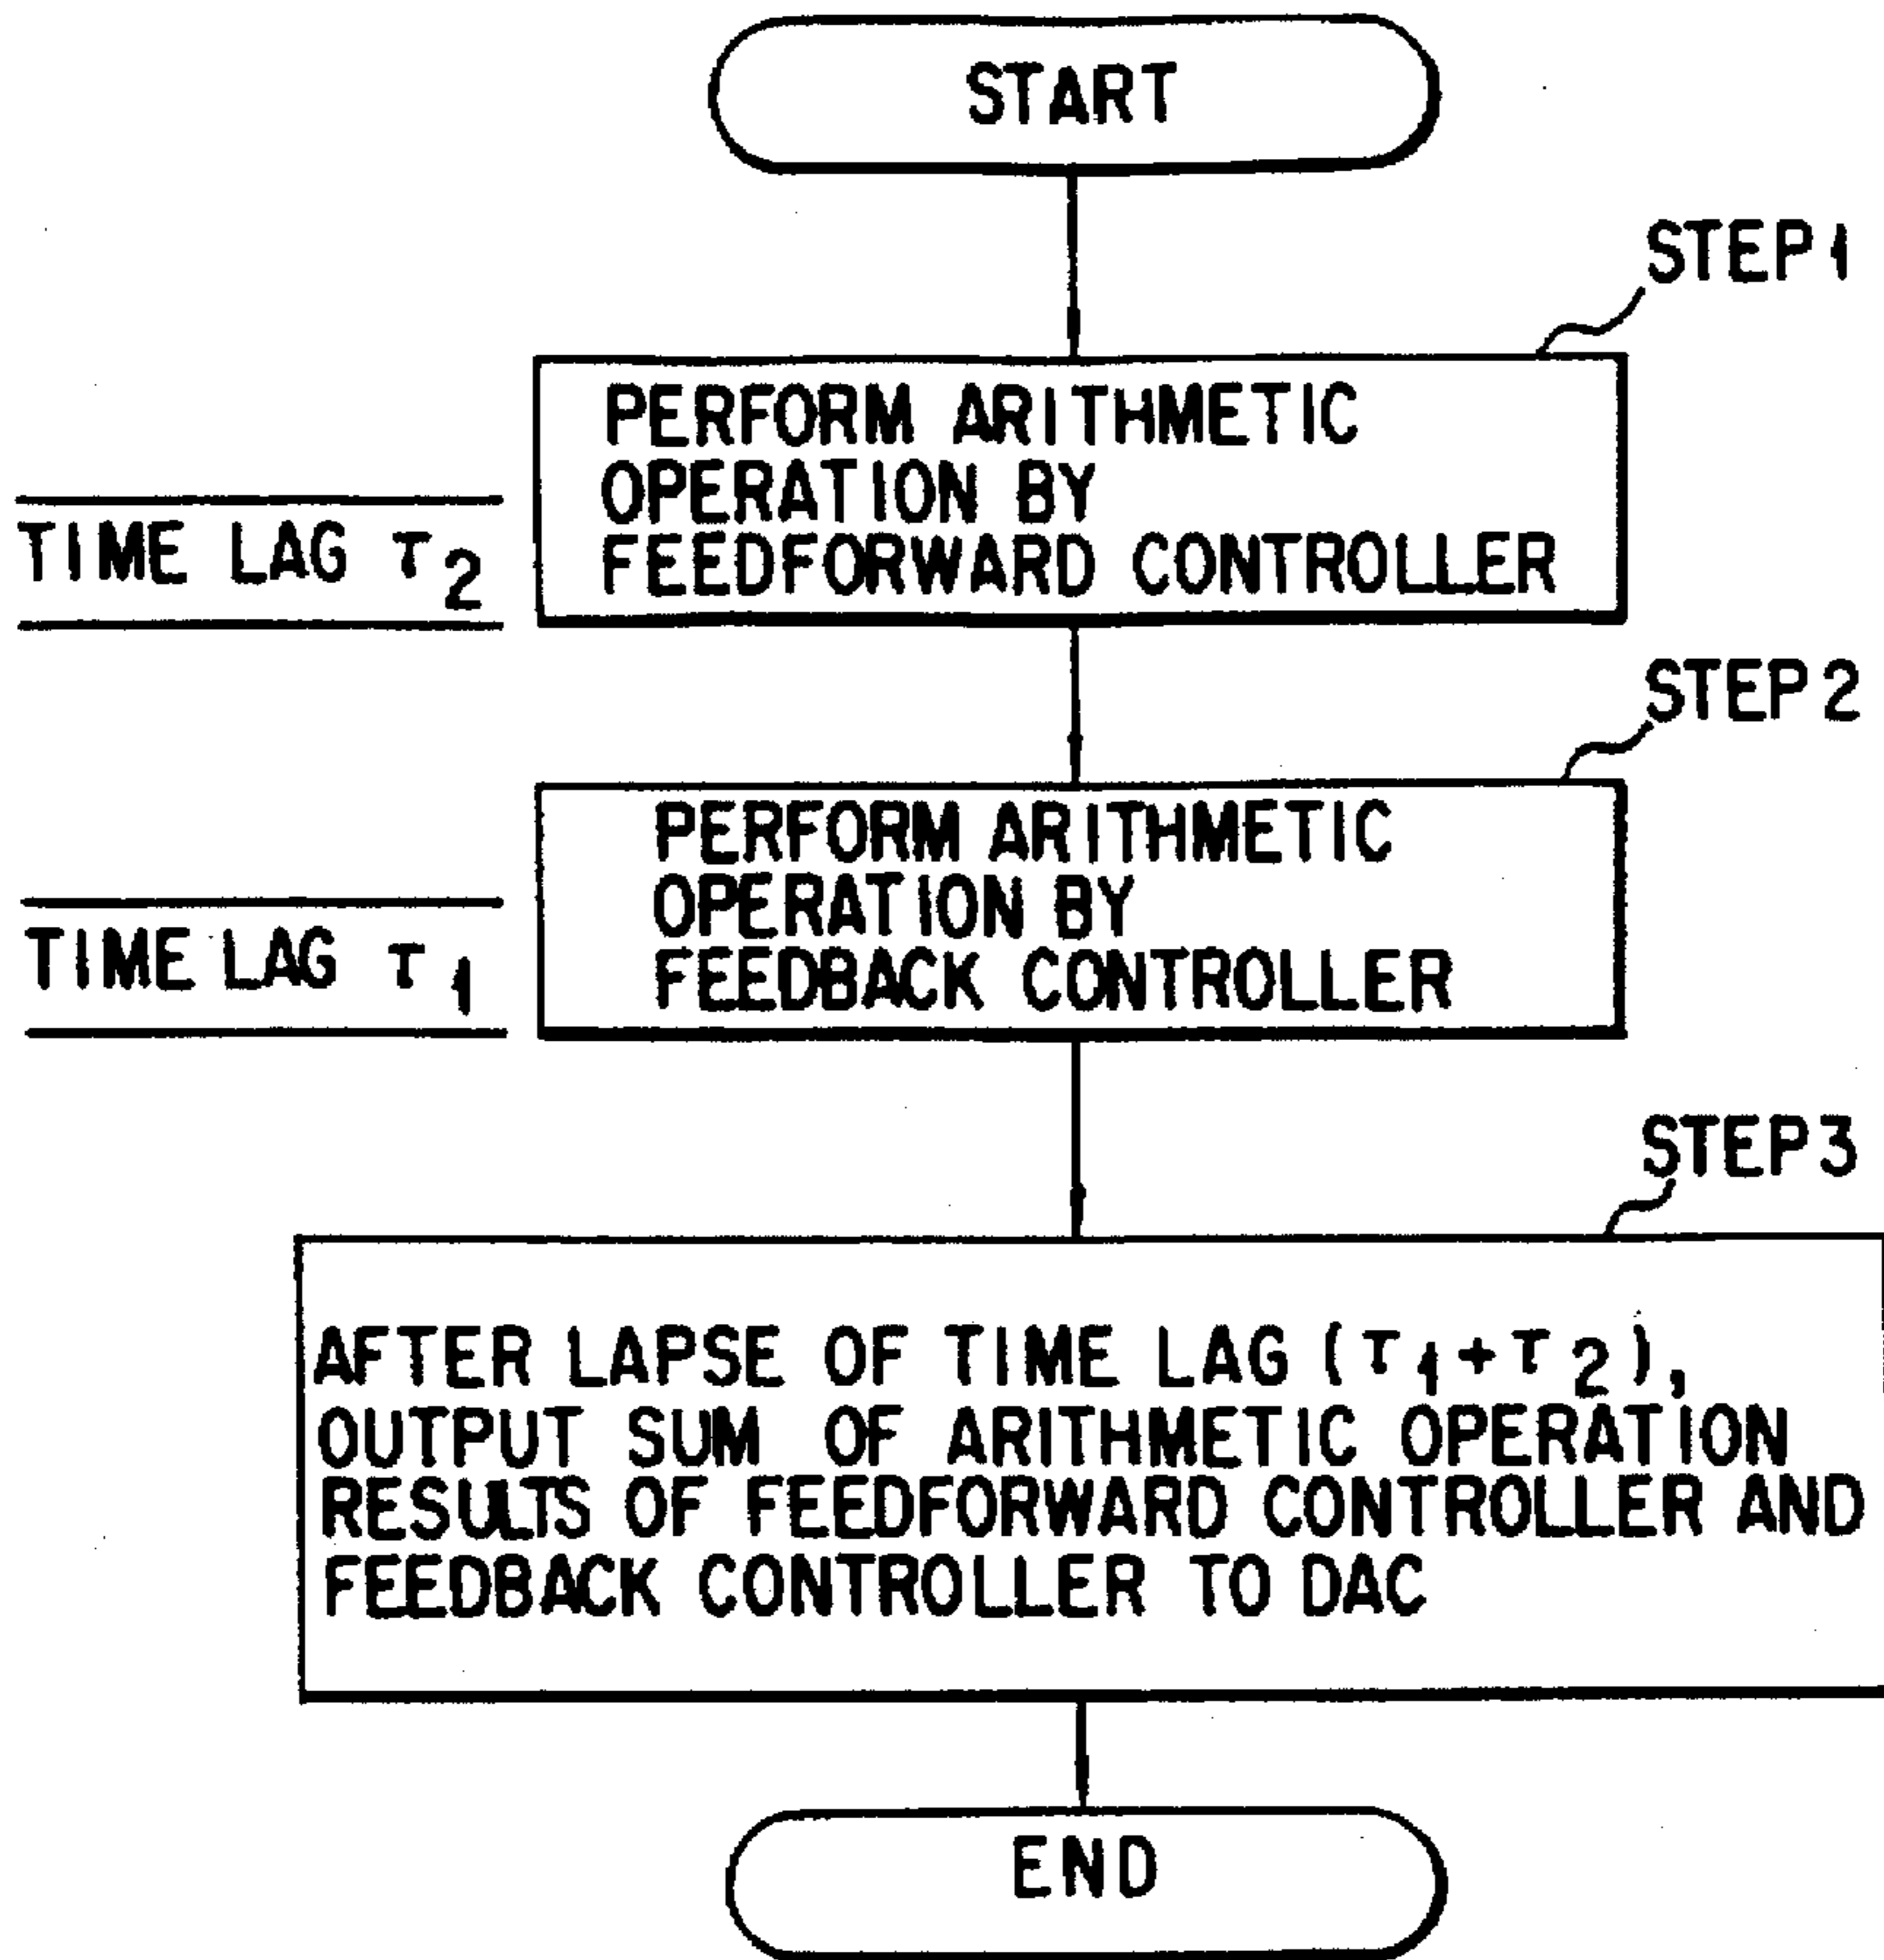 START
STEP1
PERFORM ARITHMETIC
OPERATION BY
FEEDFORWARD CONTROLLER
TIME LAG τ2
STEP2
PERFORM ARITHMETIC
OPERATION BY
FEEDBACK CONTROLLER
TIME LAG τ1
STEP3
AFTER LAPSE OF TIME LAG (τ1+τ2),
OUTPUT SUM OF ARITHMETIC OPERATION
RESULTS OF FEEDFORWARD CONTROLLER AND
FEEDBACK CONTROLLER TO DAC
END